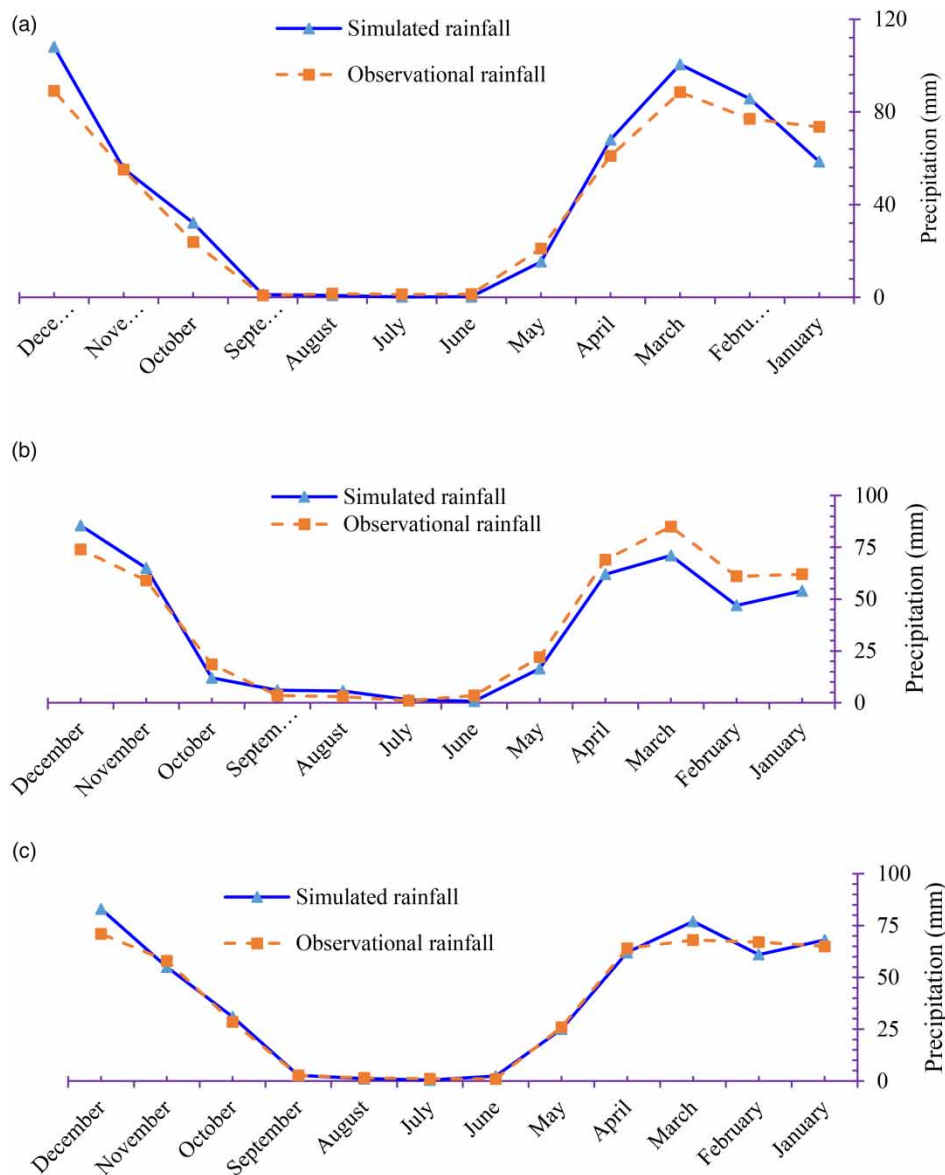 (a)
Simulated rainfall
Observational rainfall
120
80
40
0
Precipitation (mm)
Dece...
Nove...
October
Septe...
August
July
June
May
April
March
Febru...
January
(b)
Simulated rainfall
Observational rainfall
100
75
50
25
0
Precipitation (mm)
December
November
October
Septem...
August
July
June
May
April
March
February
January
(c)
Simulated rainfall
Observational rainfall
100
75
50
25
0
Precipitation (mm)
December
November
October
September
August
July
June
May
April
March
February
January